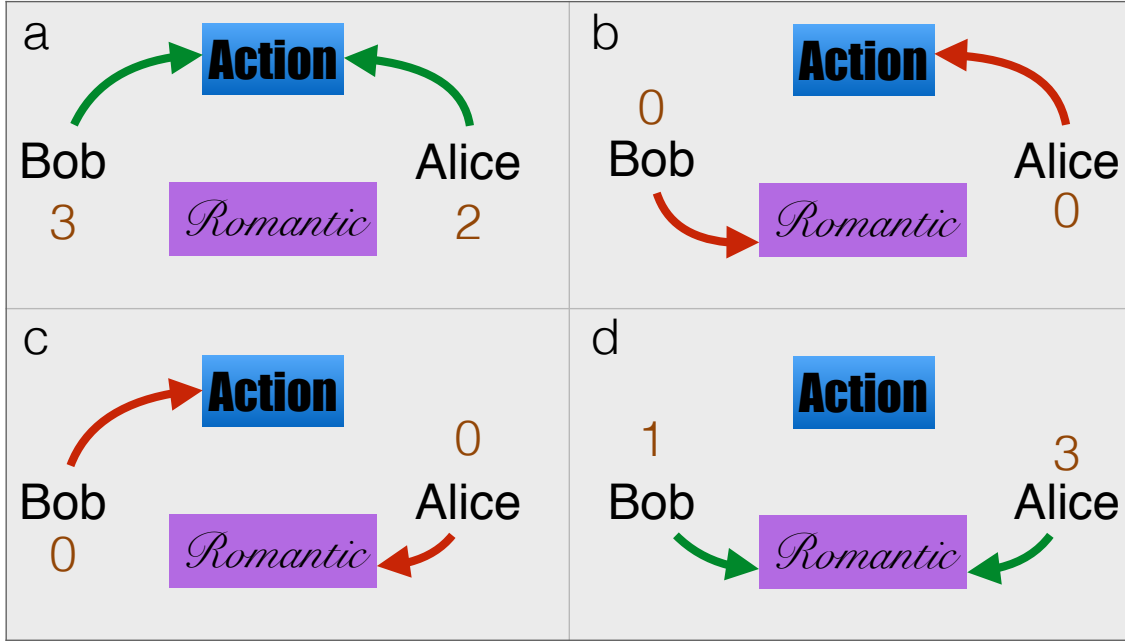 a
Action
Bob
Alice
3
Romantic
2
b
Action
0
Bob
Alice
Romantic
0
c
Action
0
Bob
Alice
0
Romantic
d
Action
1
3
Bob
Alice
Romantic